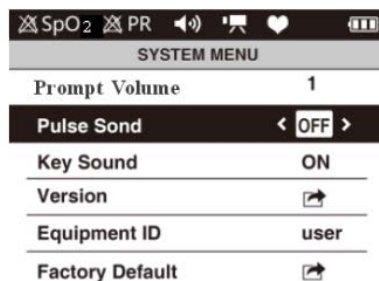 SpO2 PR
SYSTEM MENU
Prompt Volume 1
Pulse Sond < OFF >
Key Sound ON
Version
Equipment ID user
Factory Default